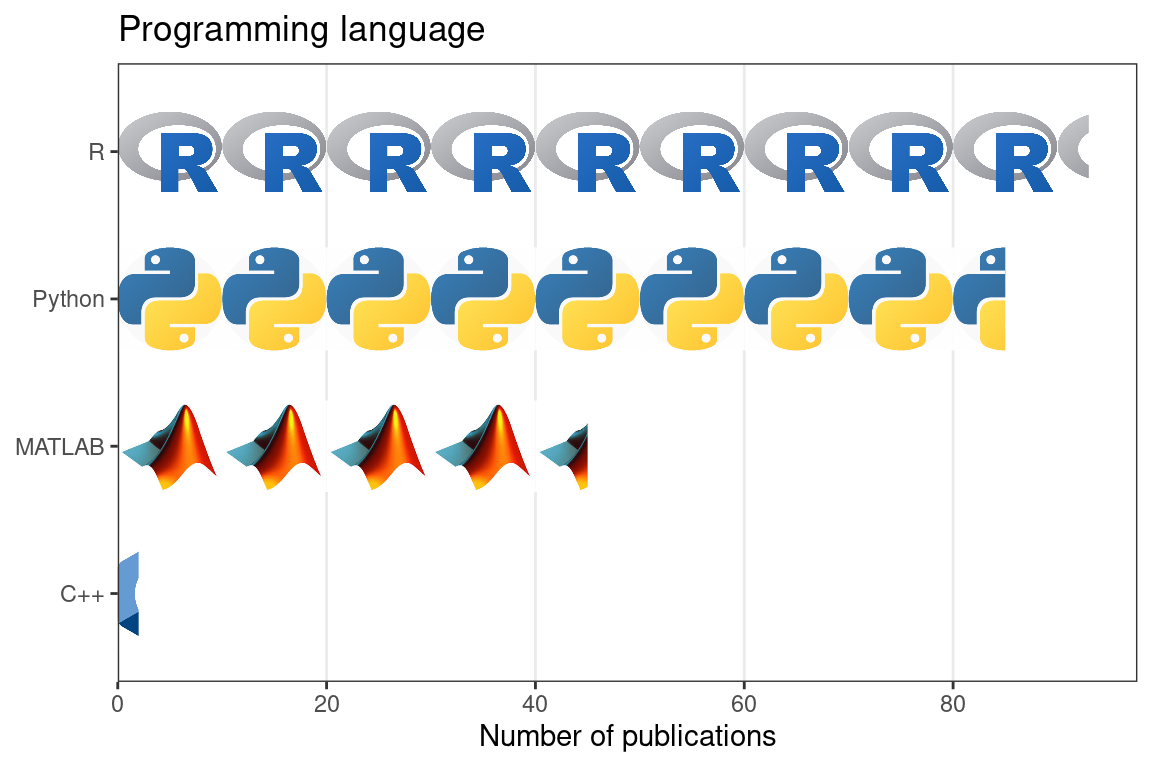 Programming language
R R R R R R R R R R
Python
MATLAB
C++
0 20 40 60 80
Number of publications